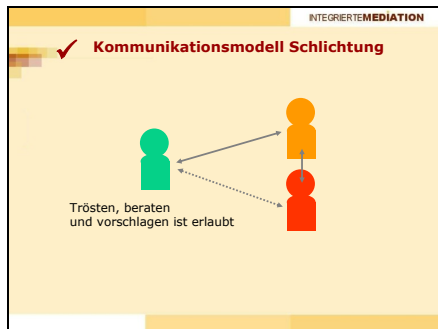 INTEGRIERTEMEDIATION
Kommunikationsmodell Schlichtung
Trösten, beraten
und vorschlagen ist erlaubt